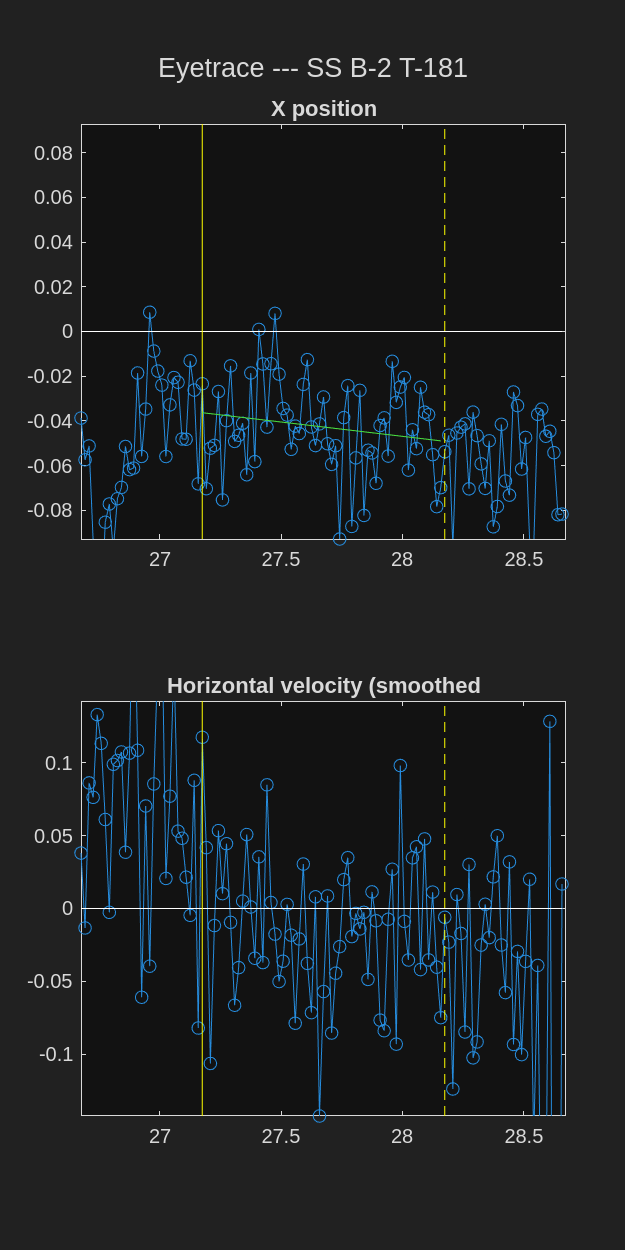 Eyetrace --- SS B-2 T-181
X position
0.08
0.06
0.04
0.02
0
-0.02
-0.04
-0.06
-0.08
27 27.5 28 28.5
Horizontal velocity (smoothed
0.1
0.05
0
-0.05
-0.1
27 27.5 28 28.5